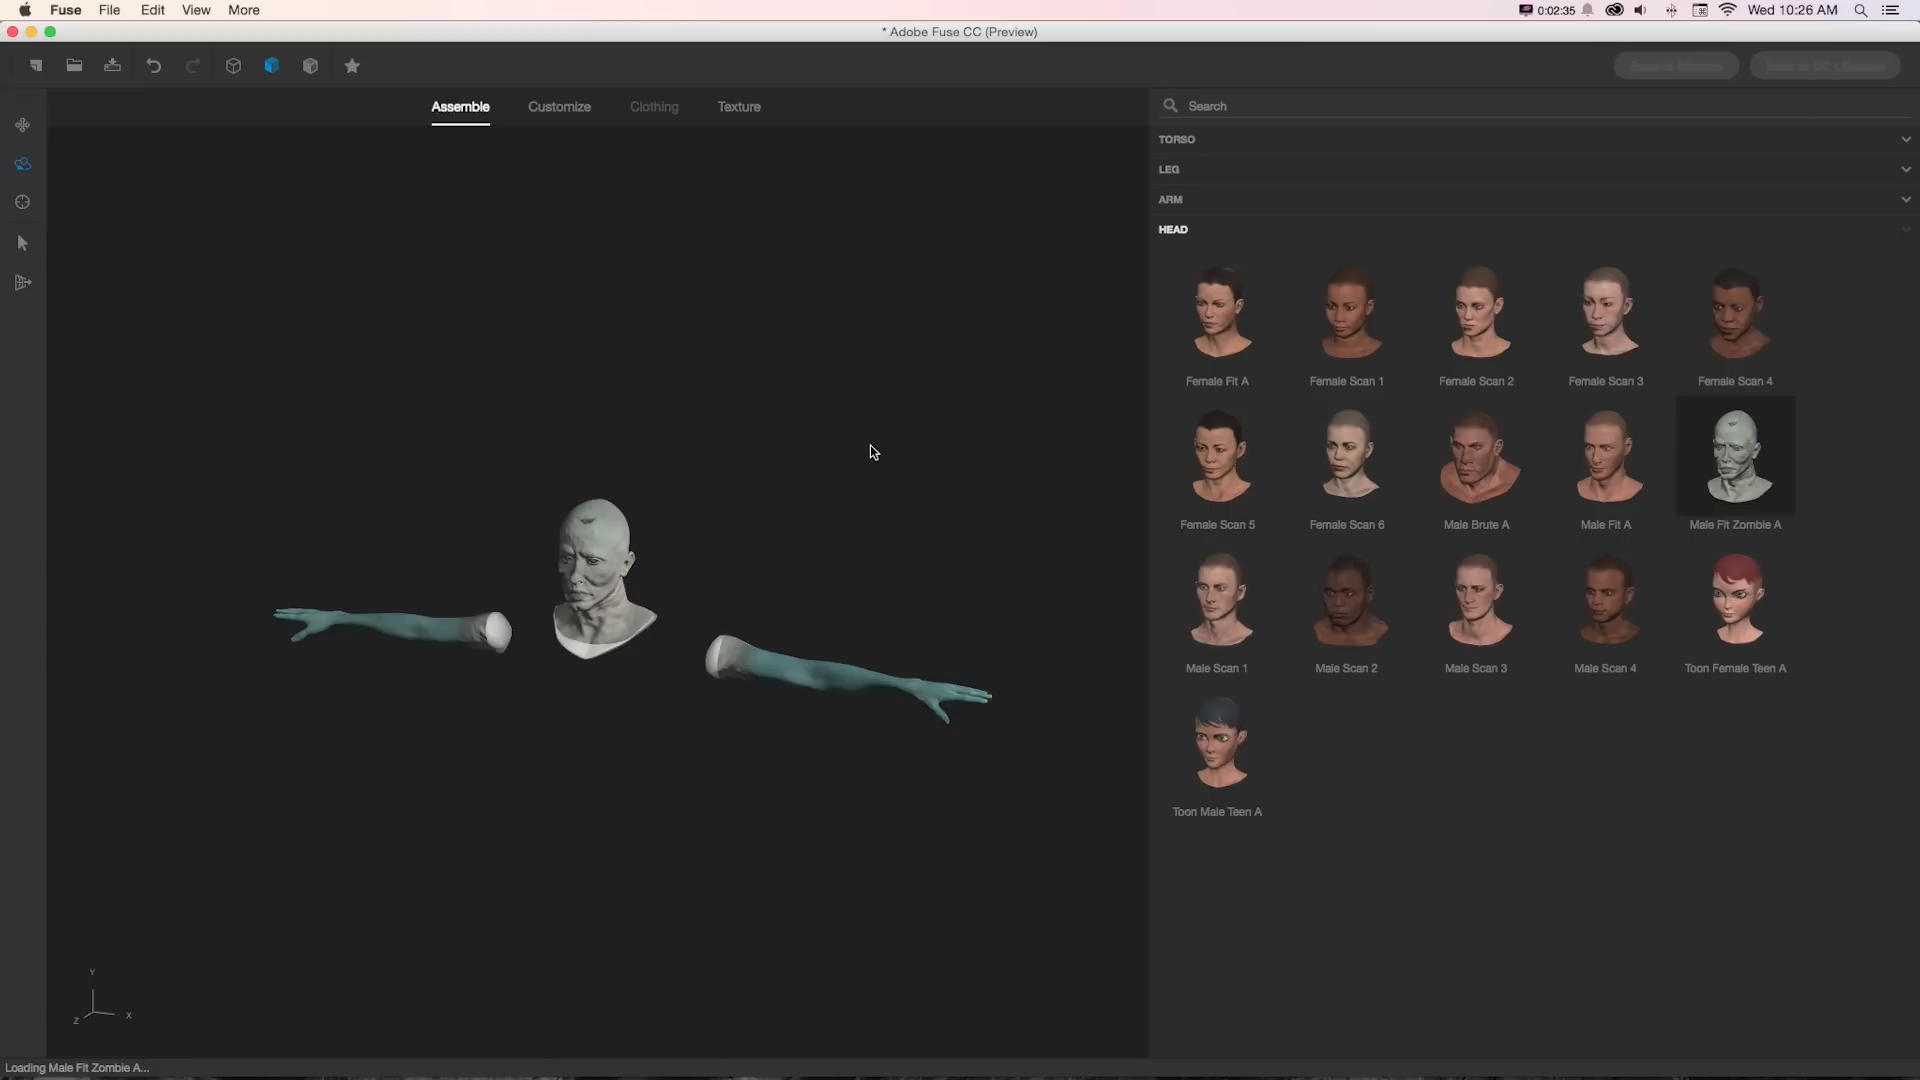 Fuse File Edit View More 0:02:35 Wed 10:26 AM
* Adobe Fuse CC (Preview)
Assemble Customize Clothing Texture
Search
TORSO
LEG
ARM
HEAD
Female Fit A Female Scan 1 Female Scan 2 Female Scan 3 Female Scan 4
Female Scan 5 Female Scan 6 Male Brute A Male Fit A Male Fit Zombie A
Male Scan 1 Male Scan 2 Male Scan 3 Male Scan 4 Toon Female Teen A
Toon Male Teen A
Y
Z X
Loading Male Fit Zombie A...